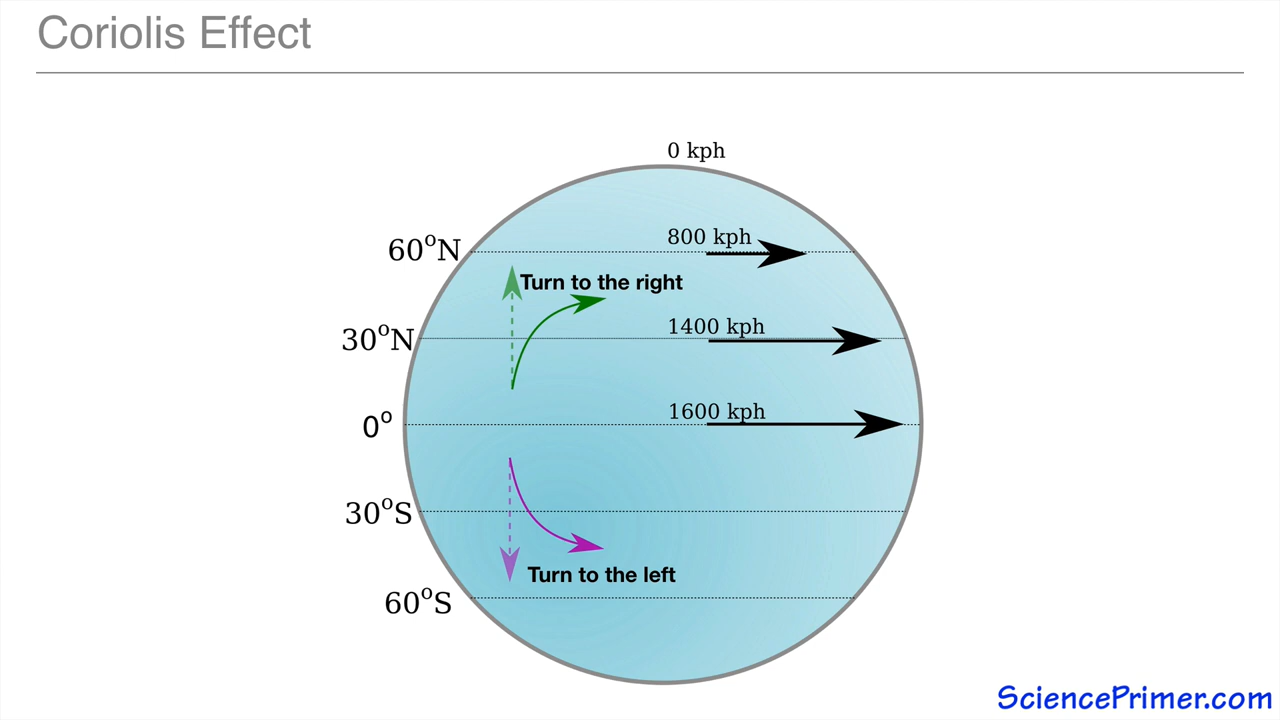 Coriolis Effect
0 kph
60°N
800 kph
Turn to the right
30°N
1400 kph
0°
1600 kph
30°S
Turn to the left
60°S
SciencePrimer.com